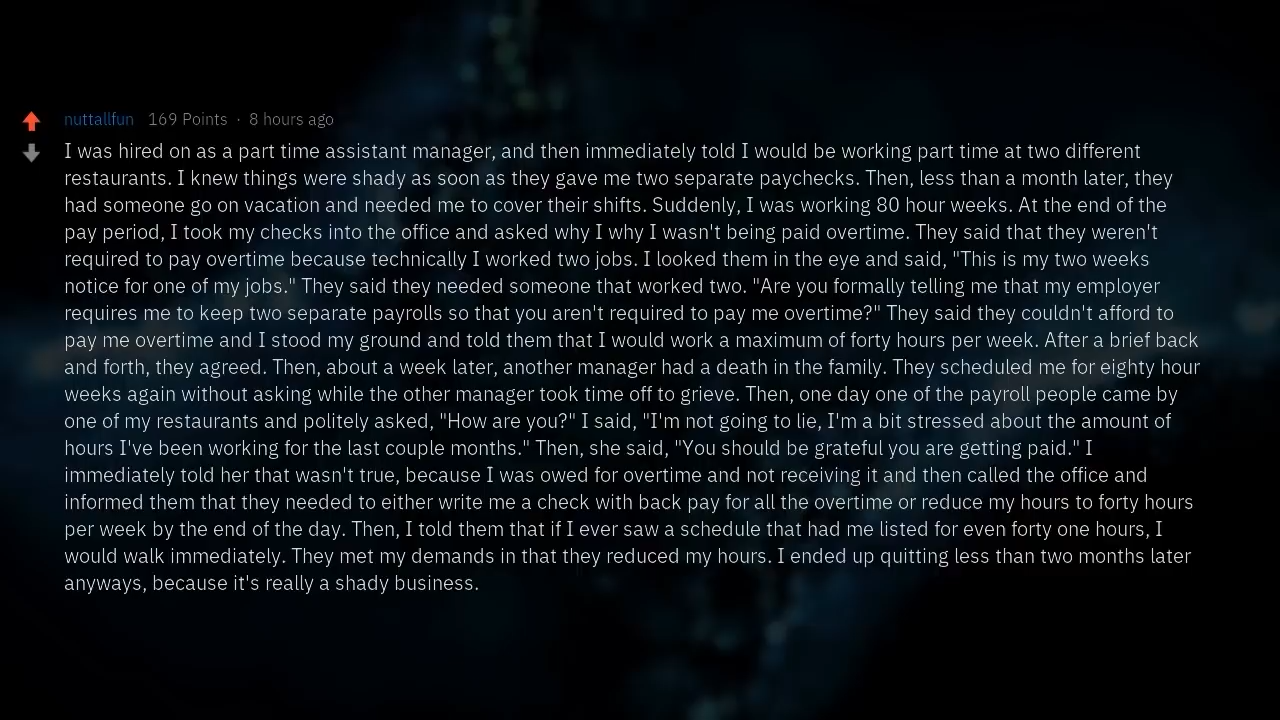 nuttallfun 169 Points · 8 hours ago
I was hired on as a part time assistant manager, and then immediately told I would be working part time at two different
restaurants. I knew things were shady as soon as they gave me two separate paychecks. Then, less than a month later, they
had someone go on vacation and needed me to cover their shifts. Suddenly, I was working 80 hour weeks. At the end of the
pay period, I took my checks into the office and asked why I why I wasn't being paid overtime. They said that they weren't
required to pay overtime because technically I worked two jobs. I looked them in the eye and said, "This is my two weeks
notice for one of my jobs." They said they needed someone that worked two. "Are you formally telling me that my employer
requires me to keep two separate payrolls so that you aren't required to pay me overtime?" They said they couldn't afford to
pay me overtime and I stood my ground and told them that I would work a maximum of forty hours per week. After a brief back
and forth, they agreed. Then, about a week later, another manager had a death in the family. They scheduled me for eighty hour
weeks again without asking while the other manager took time off to grieve. Then, one day one of the payroll people came by
one of my restaurants and politely asked, "How are you?" I said, "I'm not going to lie, I'm a bit stressed about the amount of
hours I've been working for the last couple months." Then, she said, "You should be grateful you are getting paid." I
immediately told her that wasn't true, because I was owed for overtime and not receiving it and then called the office and
informed them that they needed to either write me a check with back pay for all the overtime or reduce my hours to forty hours
per week by the end of the day. Then, I told them that if I ever saw a schedule that had me listed for even forty one hours, I
would walk immediately. They met my demands in that they reduced my hours. I ended up quitting less than two months later
anyways, because it's really a shady business.